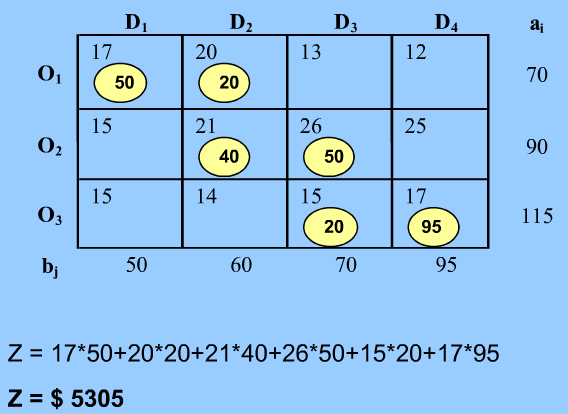 D1 D2 D3 D4 ai
17 20 13 12
O1 50 20 70
15 21 26 25
O2 40 50 90
15 14 15 17
O3 20 95 115
bj 50 60 70 95
Z = 17*50+20*20+21*40+26*50+15*20+17*95
Z = $ 5305